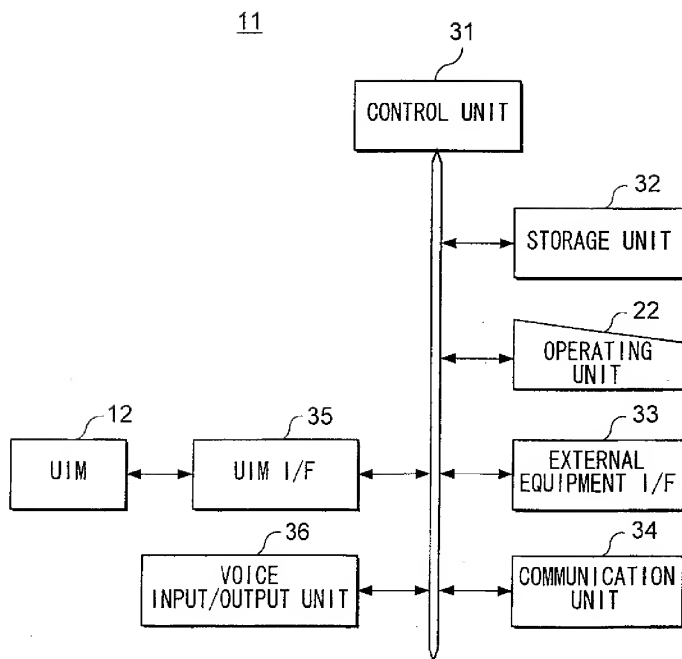 11
31
CONTROL UNIT
32
STORAGE UNIT
22
OPERATING
UNIT
12
UIM
35
UIM I/F
33
EXTERNAL
EQUIPMENT I/F
36
VOICE
INPUT/OUTPUT UNIT
34
COMMUNICATION
UNIT